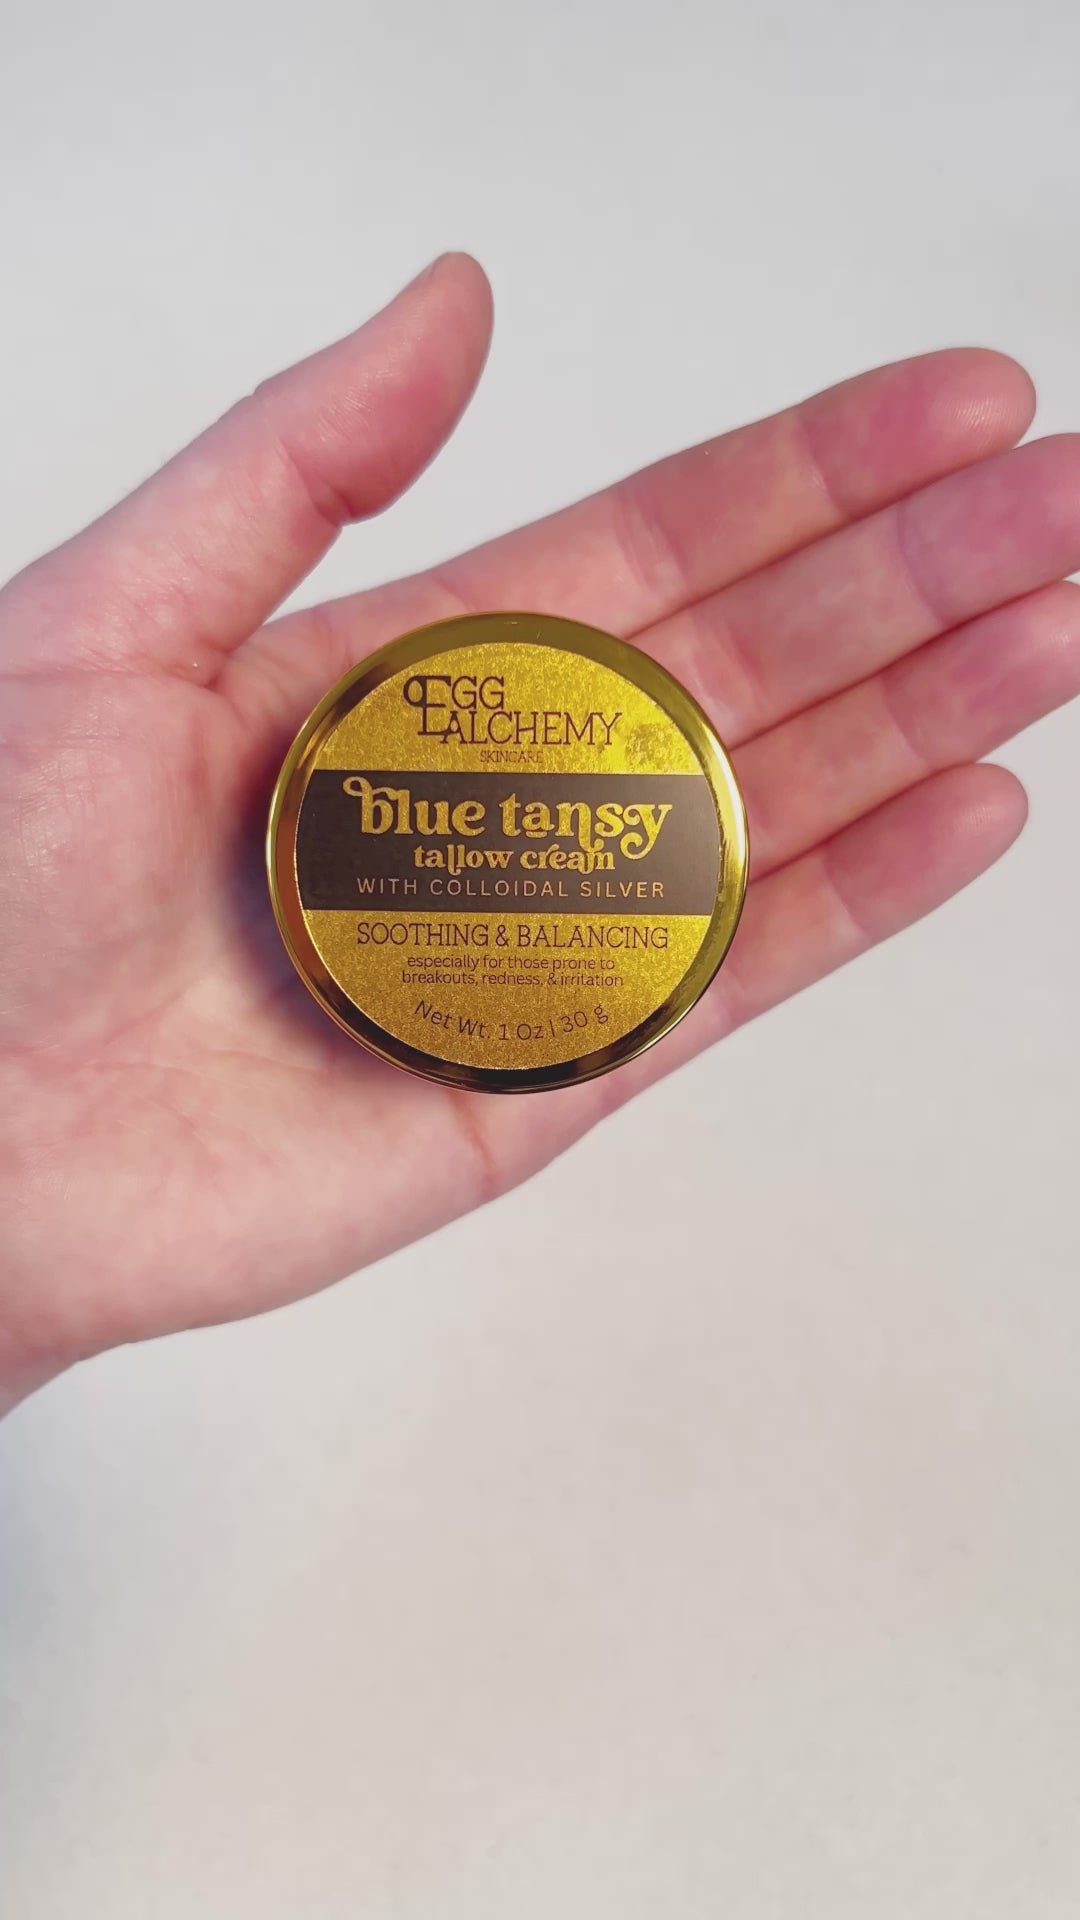 EGG
ALCHEMY
SKINCARE
blue tansy
tallow cream
WITH COLLOIDAL SILVER
SOOTHING & BALANCING
especially for those prone to
breakouts, redness, & irritation
Net Wt. 1 Oz | 30 g